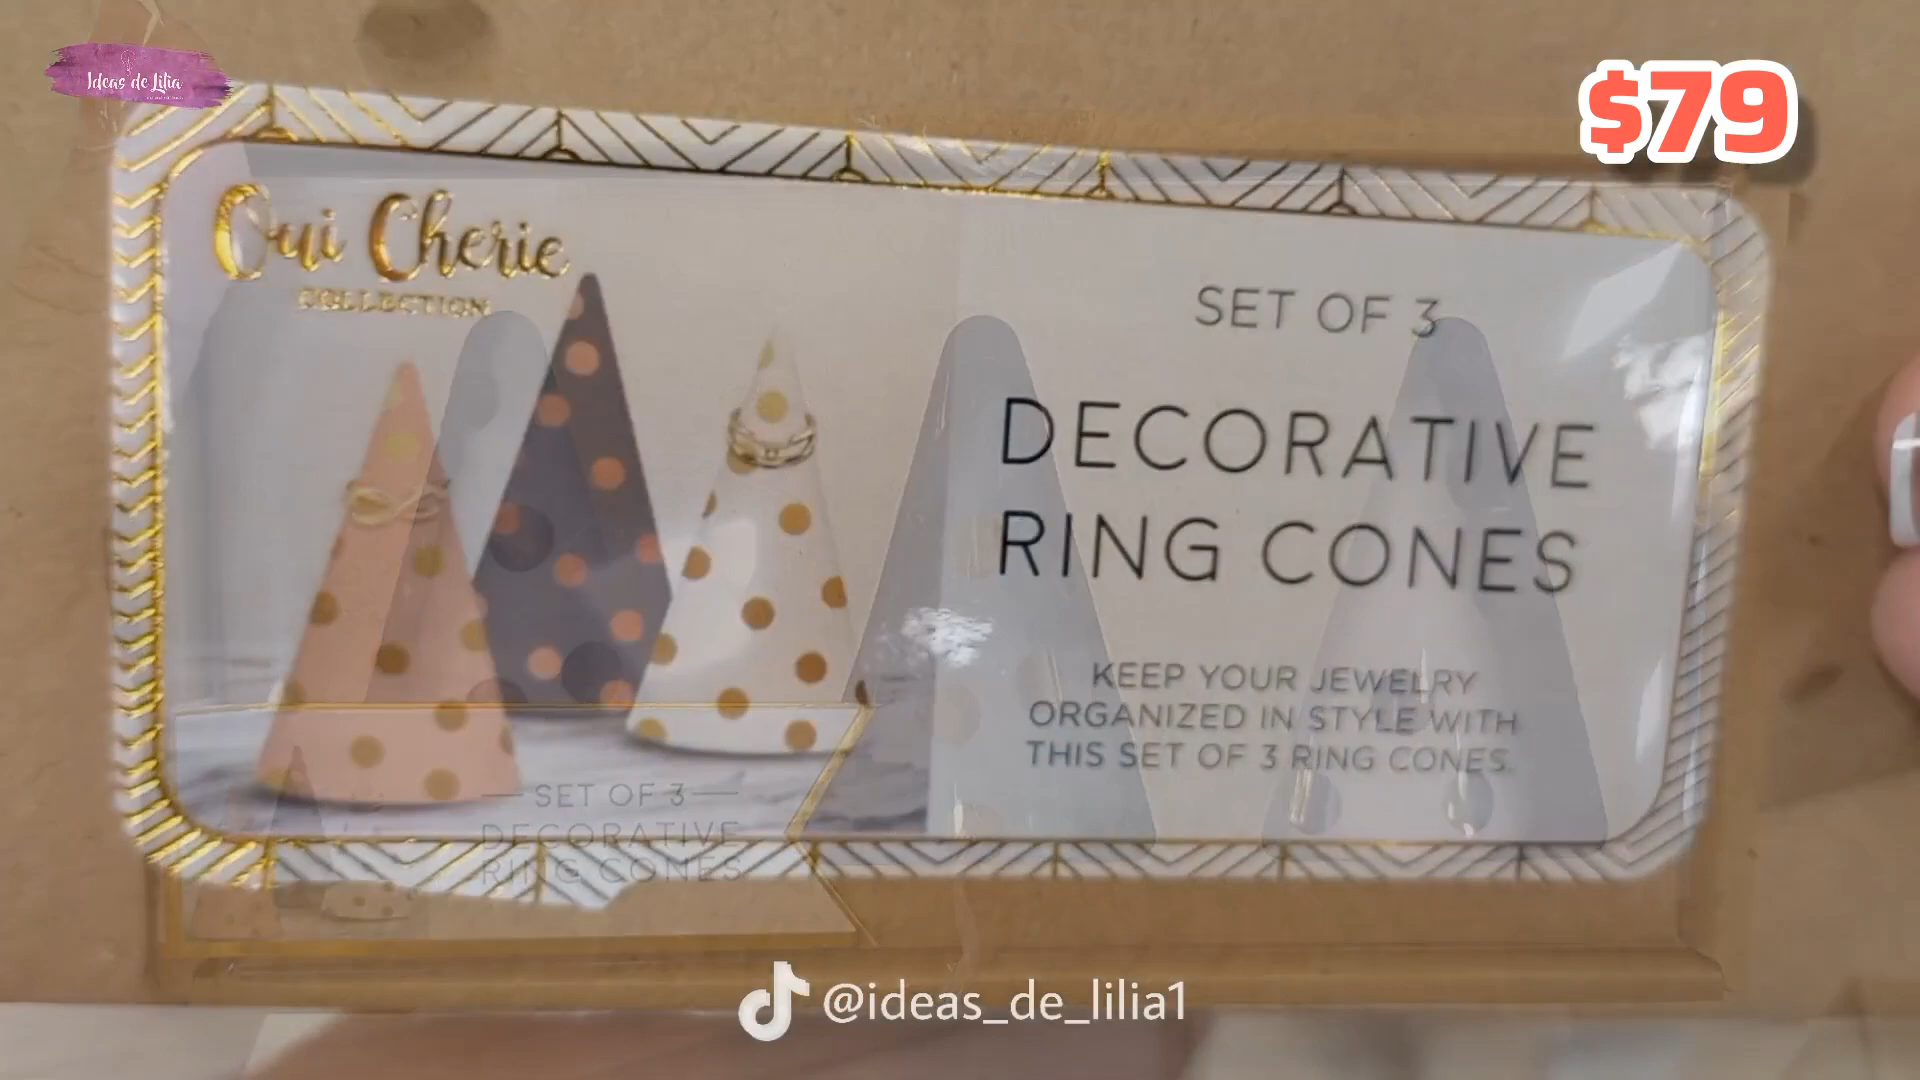 Ideas de Lilia
$79
Oui Cherie
COLLECTION
SET OF 3
DECORATIVE
RING CONES
KEEP YOUR JEWELRY
ORGANIZED IN STYLE WITH
THIS SET OF 3 RING CONES.
SET OF 3
DECORATIVE
RING CONES
@ideas_de_lilia1